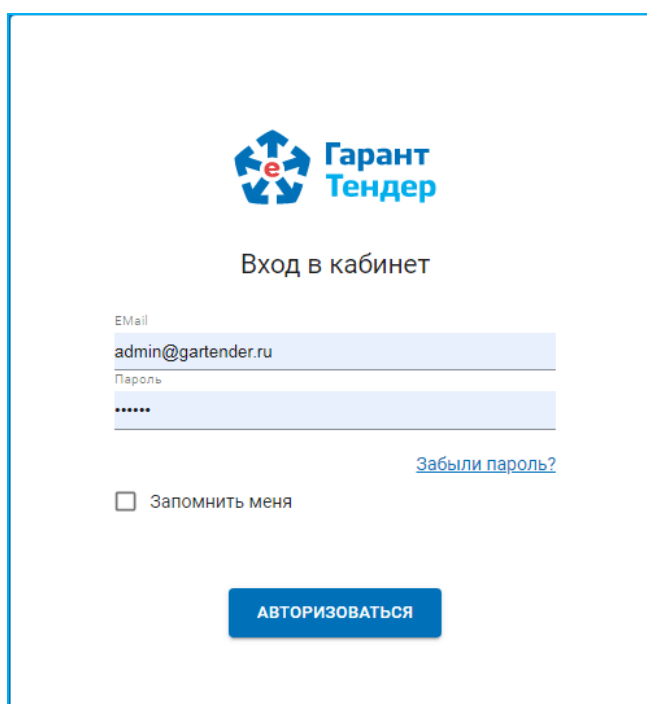 е
Гарант
Тендер
Вход в кабинет
EMail
admin@gartender.ru
Пароль
••••••
Забыли пароль?
Запомнить меня
АВТОРИЗОВАТЬСЯ